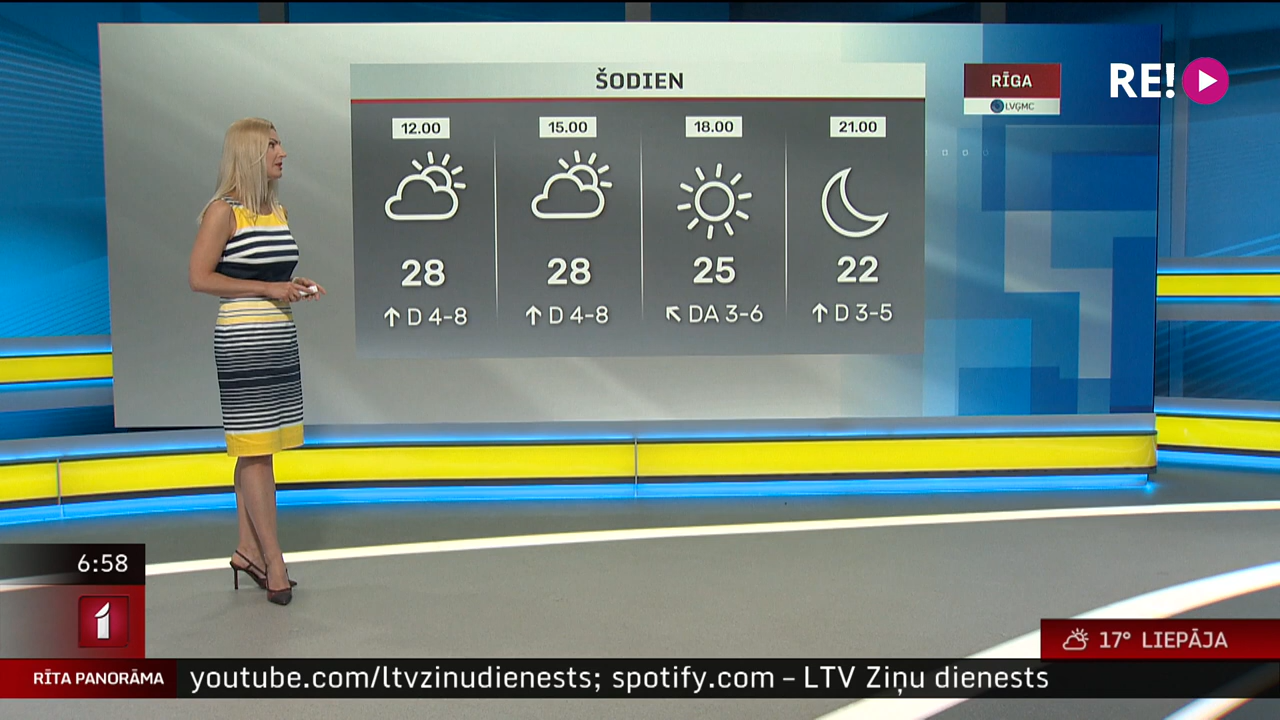 RE!
ŠODIEN
RĪGA
LVĢMC
12.00
15.00
18.00
21.00
28
28
25
22
D 4-8
D 4-8
DA 3-6
D 3-5
6:58
1
17° LIEPĀJA
RĪTA PANORĀMA
youtube.com/ltvzinudienests; spotify.com – LTV Ziņu dienests